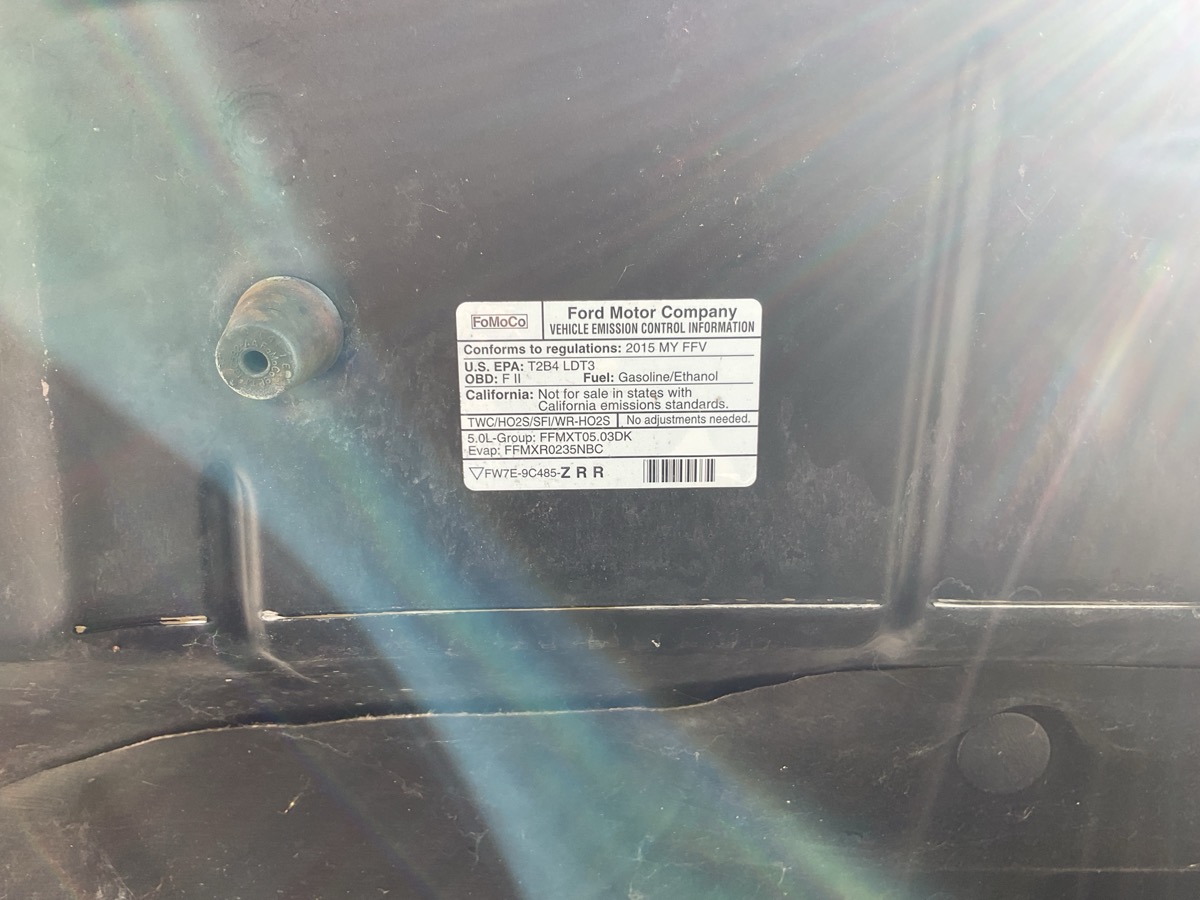 FoMoCo
Ford Motor Company
VEHICLE EMISSION CONTROL INFORMATION
Conforms to regulations: 2015 MY FFV
U.S. EPA: T2B4 LDT3
OBD: F II Fuel: Gasoline/Ethanol
California: Not for sale in states with
California emissions standards.
TWC/HO2S/SFI/WR-HO2S No adjustments needed.
5.0L-Group: FFMXT05.03DK
Evap: FFMXR0235NBC
FW7E-9C485-Z R R